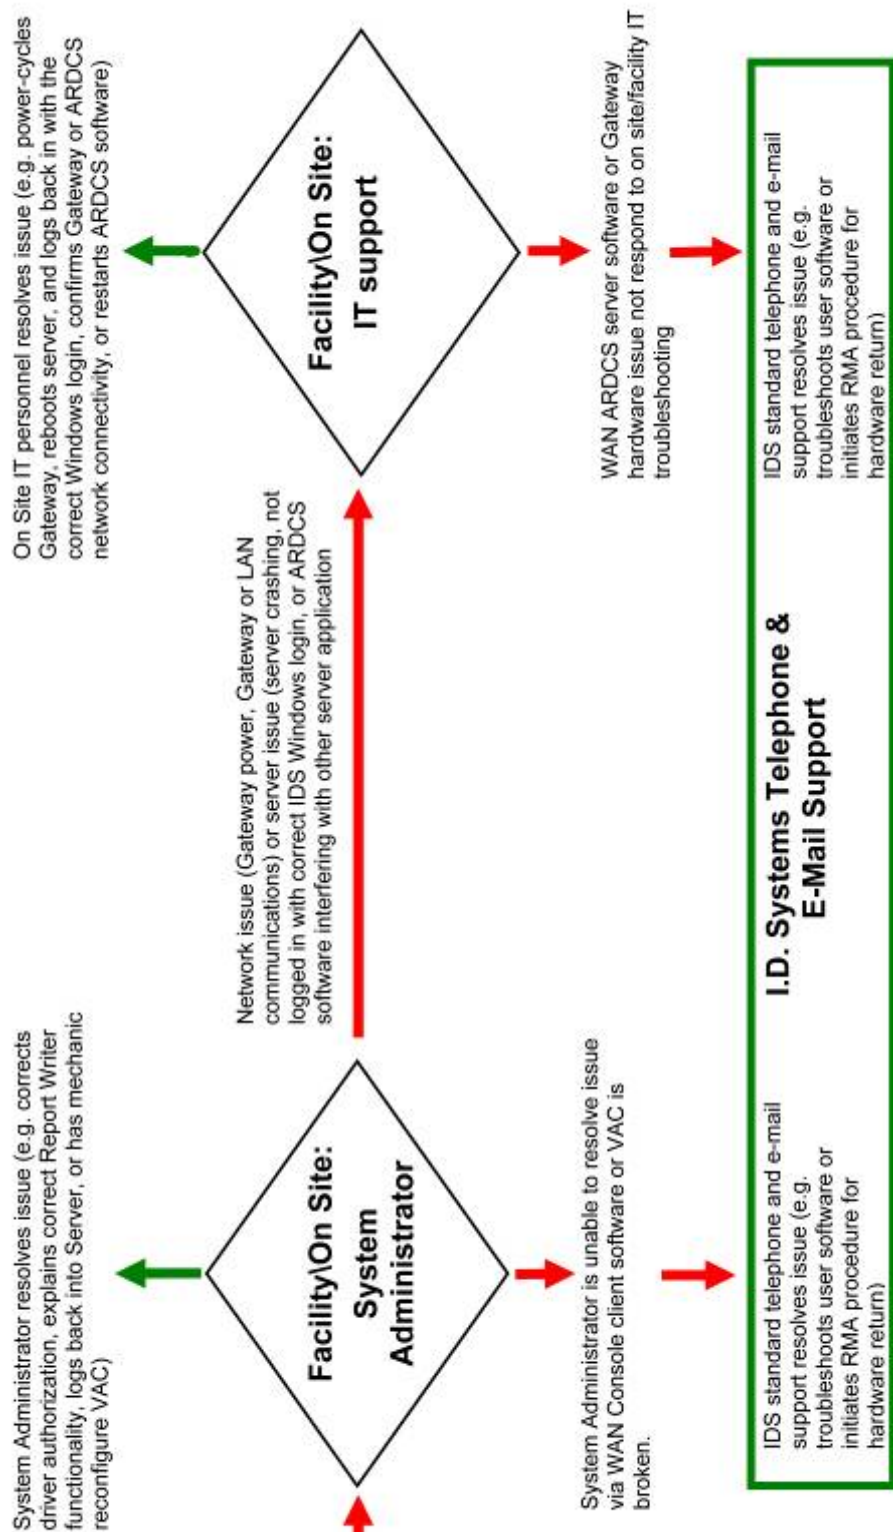 System Administrator resolves issue (e.g. corrects
driver authorization, explains correct Report Writer
functionality, logs back into Server, or has mechanic
reconfigure VAC)
On Site IT personnel resolves issue (e.g. power-cycles
Gateway, reboots server, and logs back in with the
correct Windows login, confirms Gateway or ARDCS
network connectivity, or restarts ARDCS software)
Facility\On Site:
System
Administrator
Network issue (Gateway power, Gateway or LAN
communications) or server issue (server crashing, not
logged in with correct IDS Windows login, or ARDCS
software interfering with other server application
Facility\On Site:
IT support
System Administrator is unable to resolve issue
via WAN Console client software or VAC is
broken.
WAN ARDCS server software or Gateway
hardware issue not respond to on site/facility IT
troubleshooting
IDS standard telephone and e-mail
support resolves issue (e.g.
troubleshoots user software or
initiates RMA procedure for
hardware return)
I.D. Systems Telephone &
E-Mail Support
IDS standard telephone and e-mail
support resolves issue (e.g.
troubleshoots user software or
initiates RMA procedure for
hardware return)